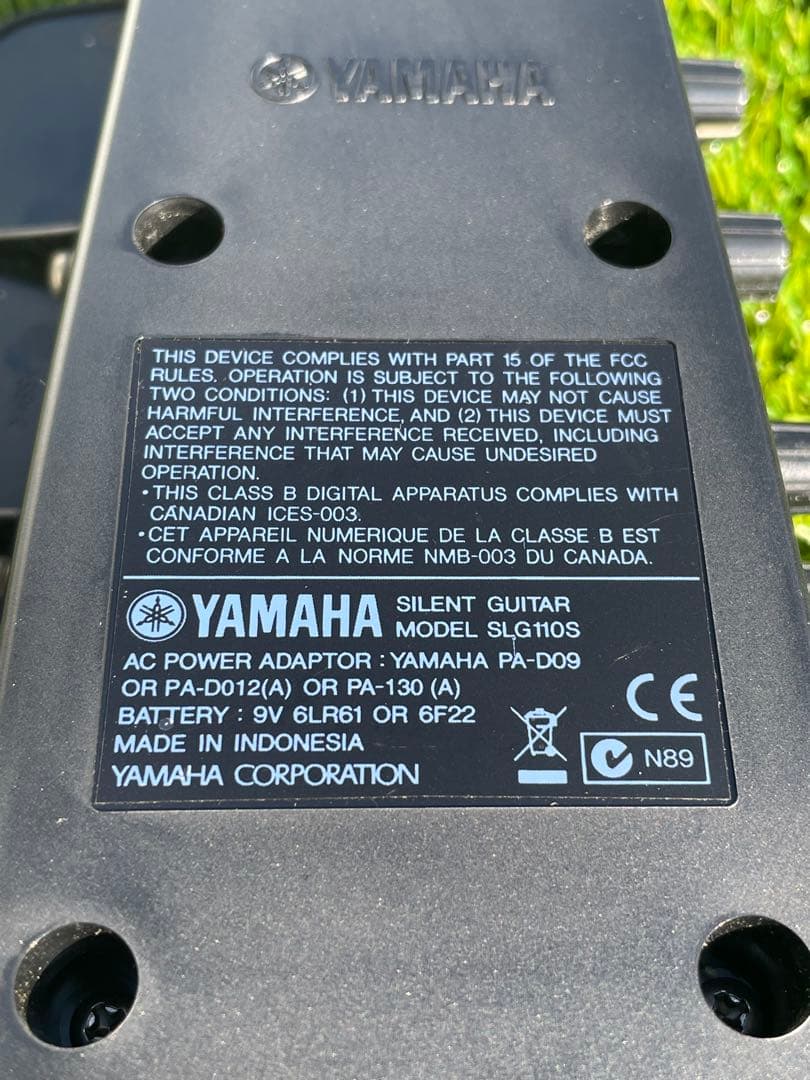 YAMAHA
THIS DEVICE COMPLIES WITH PART 15 OF THE FCC
RULES. OPERATION IS SUBJECT TO THE FOLLOWING
TWO CONDITIONS: (1) THIS DEVICE MAY NOT CAUSE
HARMFUL INTERFERENCE, AND (2) THIS DEVICE MUST
ACCEPT ANY INTERFERENCE RECEIVED, INCLUDING
INTERFERENCE THAT MAY CAUSE UNDESIRED
OPERATION.
•THIS CLASS B DIGITAL APPARATUS COMPLIES WITH
CANADIAN ICES-003.
•CET APPAREIL NUMERIQUE DE LA CLASSE B EST
CONFORME A LA NORME NMB-003 DU CANADA.
YAMAHA SILENT GUITAR
MODEL SLG110S
AC POWER ADAPTOR : YAMAHA PA-D09
OR PA-D012(A) OR PA-130 (A)
BATTERY : 9V 6LR61 OR 6F22
MADE IN INDONESIA
YAMAHA CORPORATION
CE
N89